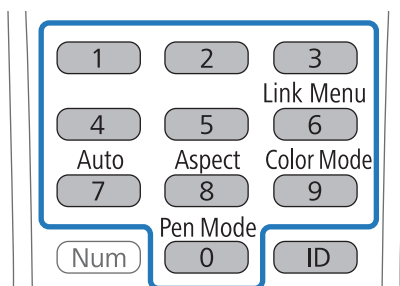 1 2 3
Link Menu
4 5 6
Auto Aspect Color Mode
7 8 9
Pen Mode
Num 0 ID